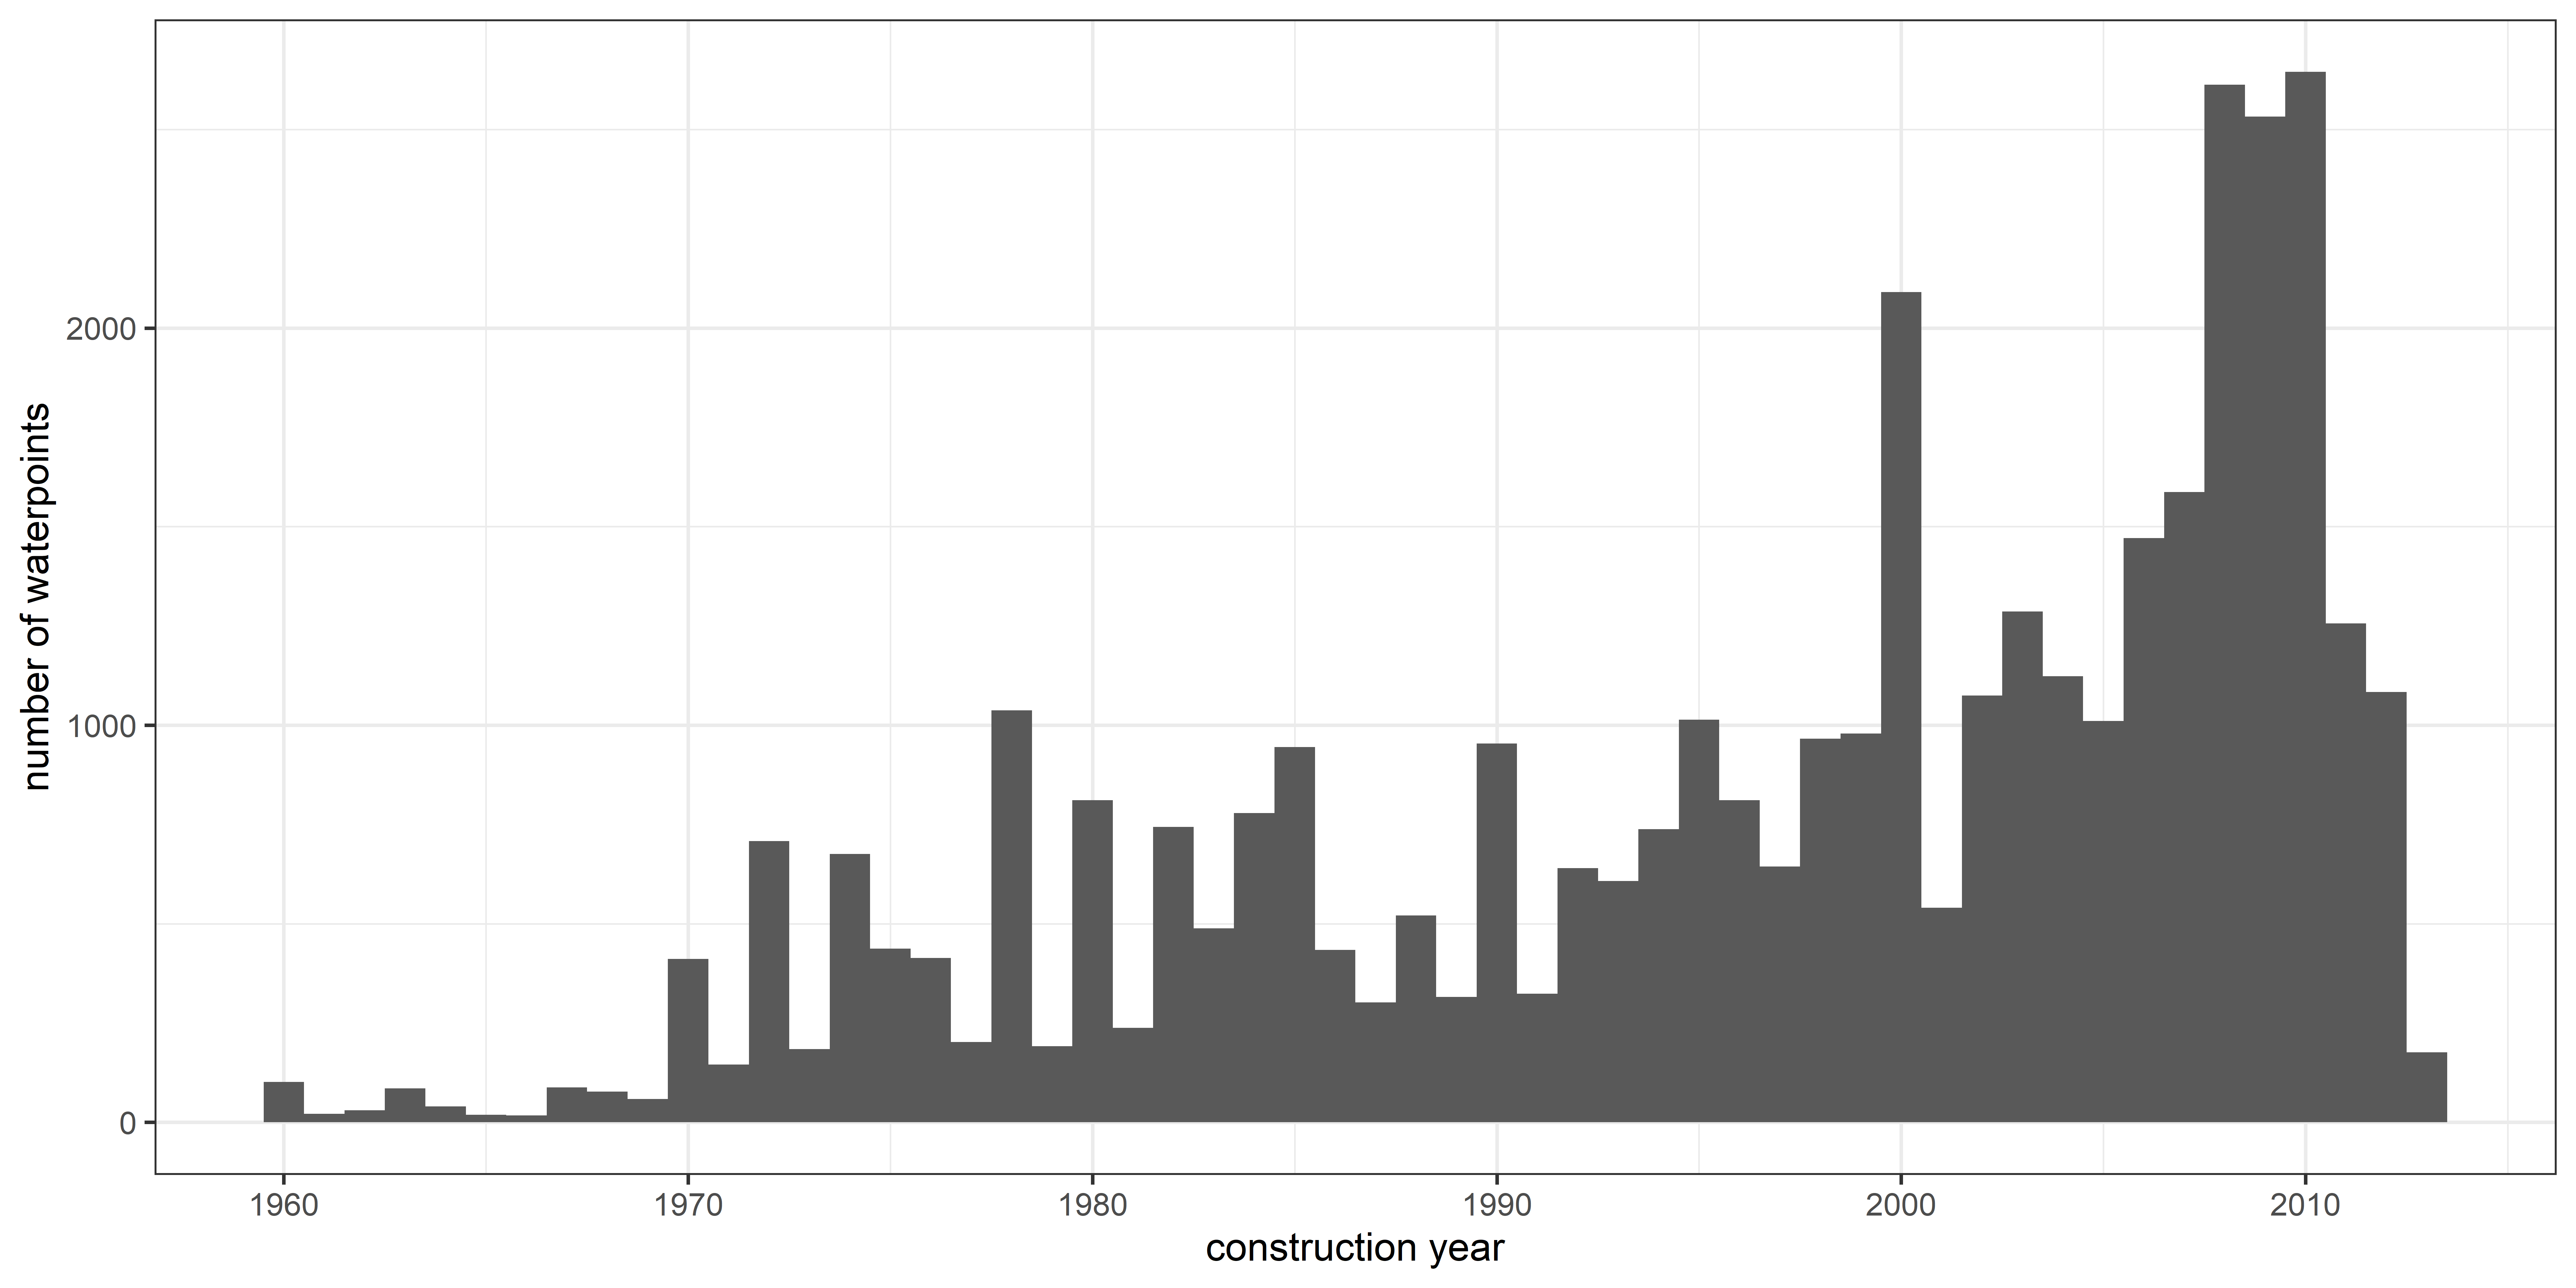 number of waterpoints
2000
1000
0
1960 1970 1980 1990 2000 2010
construction year